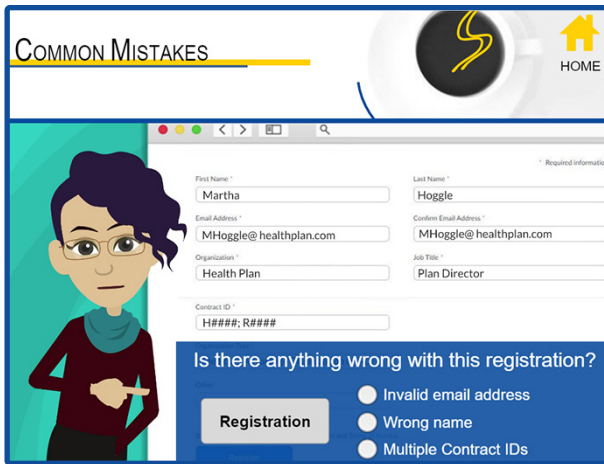 COMMON MISTAKES
HOME
* Required informatio
First Name *
Last Name *
Martha
Hoggle
Email Address *
Confirm Email Address *
MHoggle@ healthplan.com
MHoggle@ healthplan.com
Organization *
Job Title *
Health Plan
Plan Director
Contract ID *
H####; R####
Is there anything wrong with this registration?
Registration
Invalid email address
Wrong name
Multiple Contract IDs